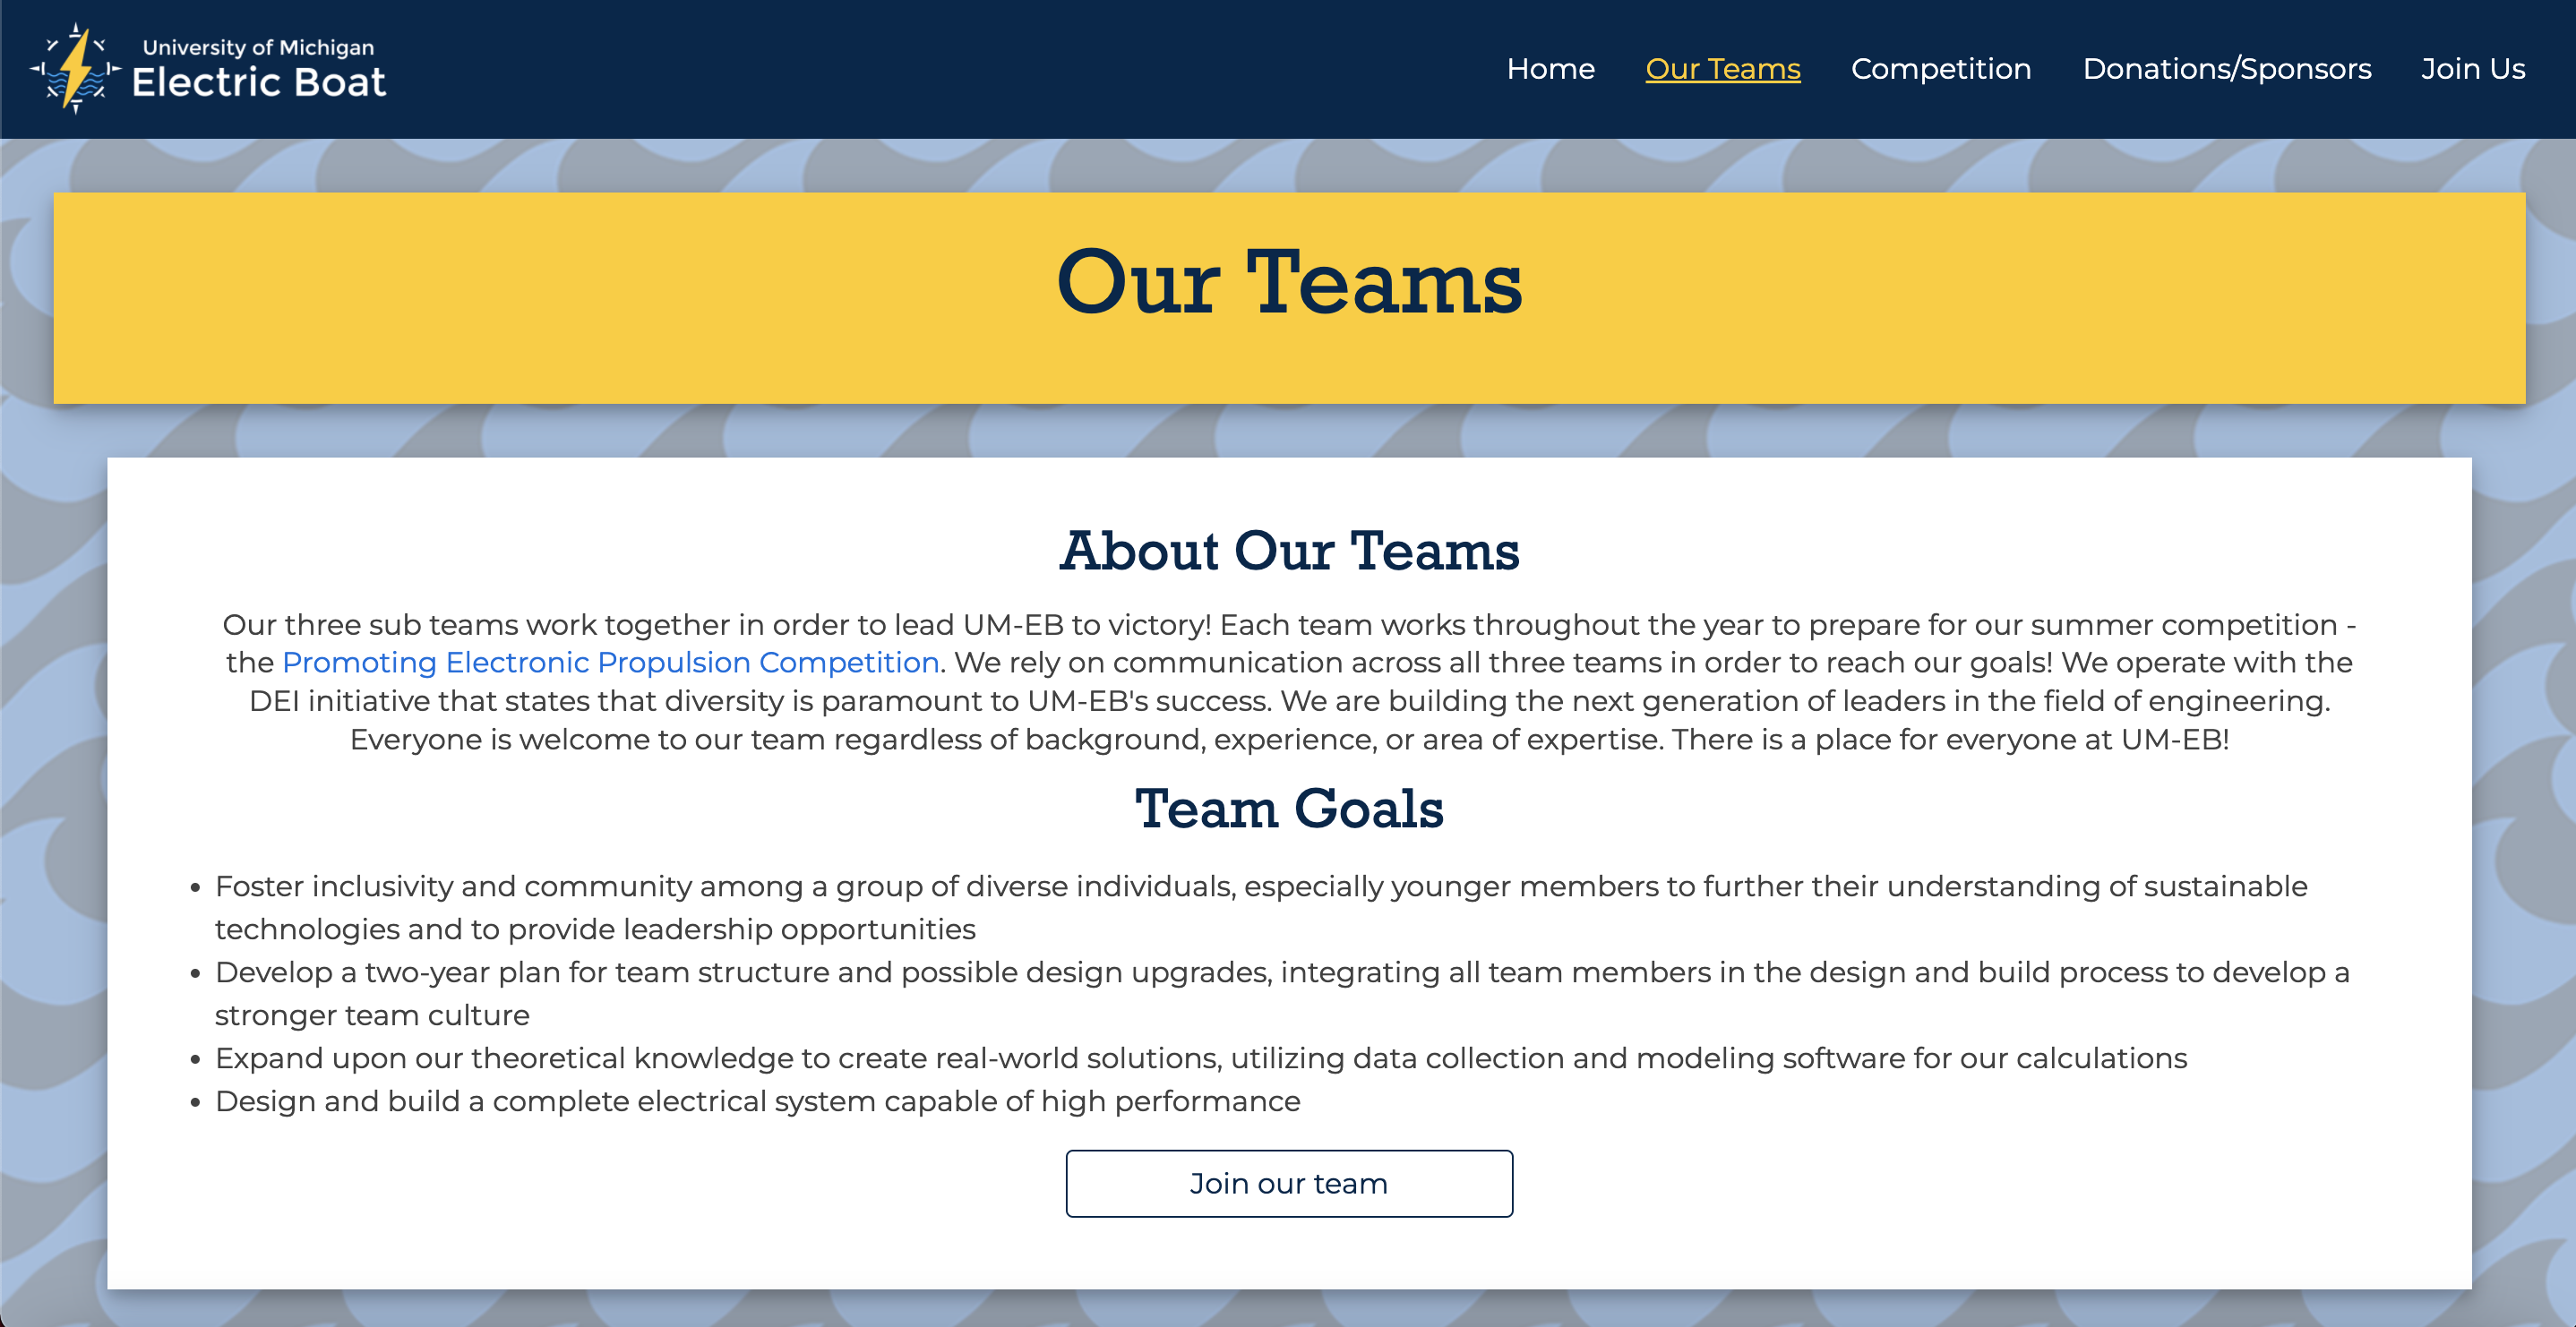 University of Michigan
Electric Boat
Home Our Teams Competition Donations/Sponsors Join Us
Our Teams
About Our Teams
Our three sub teams work together in order to lead UM-EB to victory! Each team works throughout the year to prepare for our summer competition -
the Promoting Electronic Propulsion Competition. We rely on communication across all three teams in order to reach our goals! We operate with the
DEI initiative that states that diversity is paramount to UM-EB's success. We are building the next generation of leaders in the field of engineering.
Everyone is welcome to our team regardless of background, experience, or area of expertise. There is a place for everyone at UM-EB!
Team Goals
• Foster inclusivity and community among a group of diverse individuals, especially younger members to further their understanding of sustainable
technologies and to provide leadership opportunities
• Develop a two-year plan for team structure and possible design upgrades, integrating all team members in the design and build process to develop a
stronger team culture
• Expand upon our theoretical knowledge to create real-world solutions, utilizing data collection and modeling software for our calculations
• Design and build a complete electrical system capable of high performance
Join our team